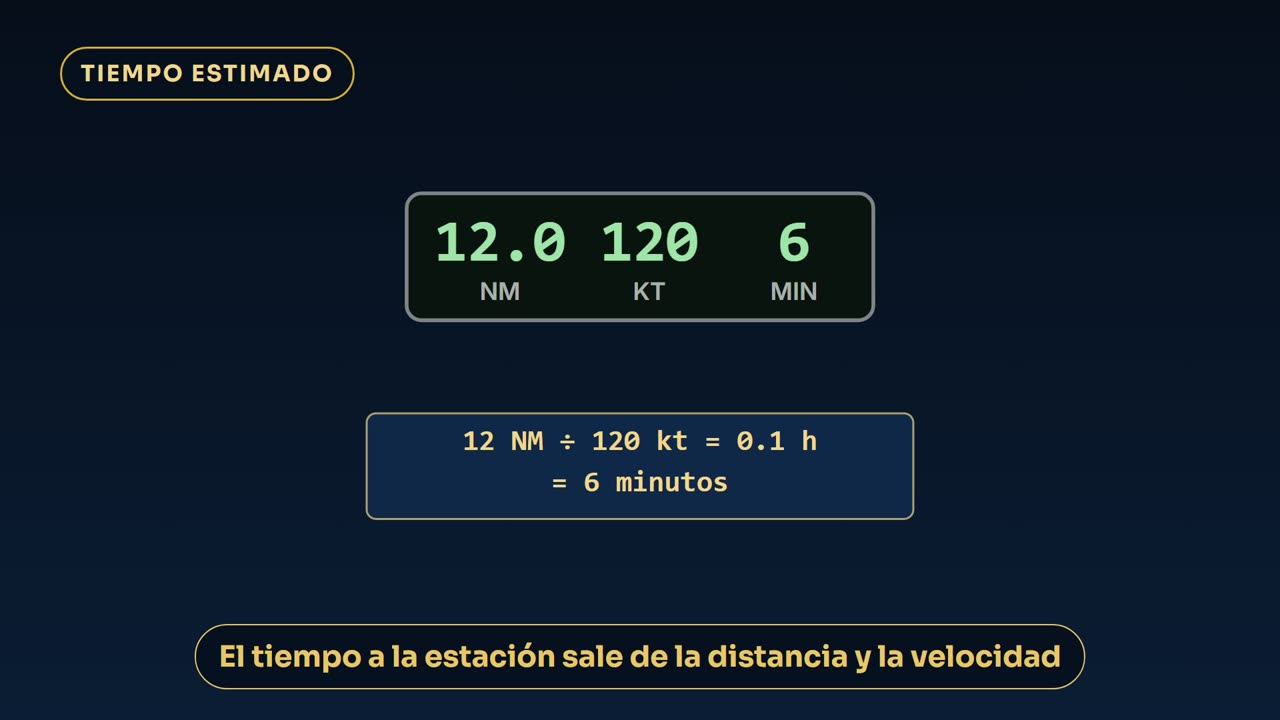 TIEMPO ESTIMADO
12.0 120 6
NM KT MIN
12 NM ÷ 120 kt = 0.1 h
= 6 minutos
El tiempo a la estación sale de la distancia y la velocidad